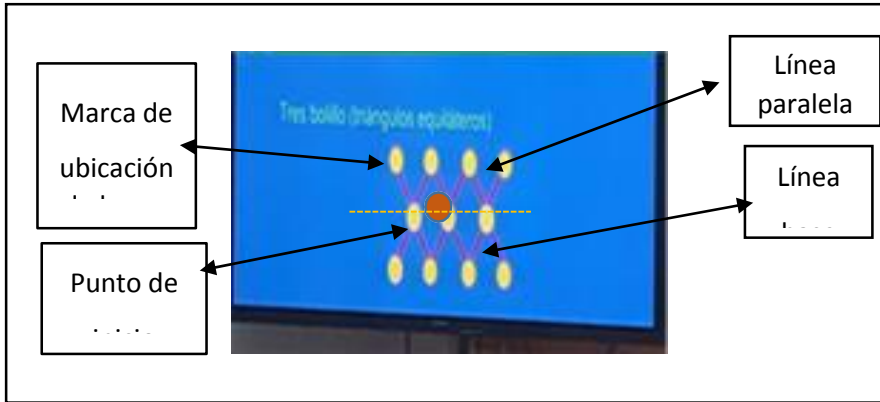 Marca de
ubicación
Punto de
Tres bolillo (triángulos equiláteros)
Línea
paralela
Línea